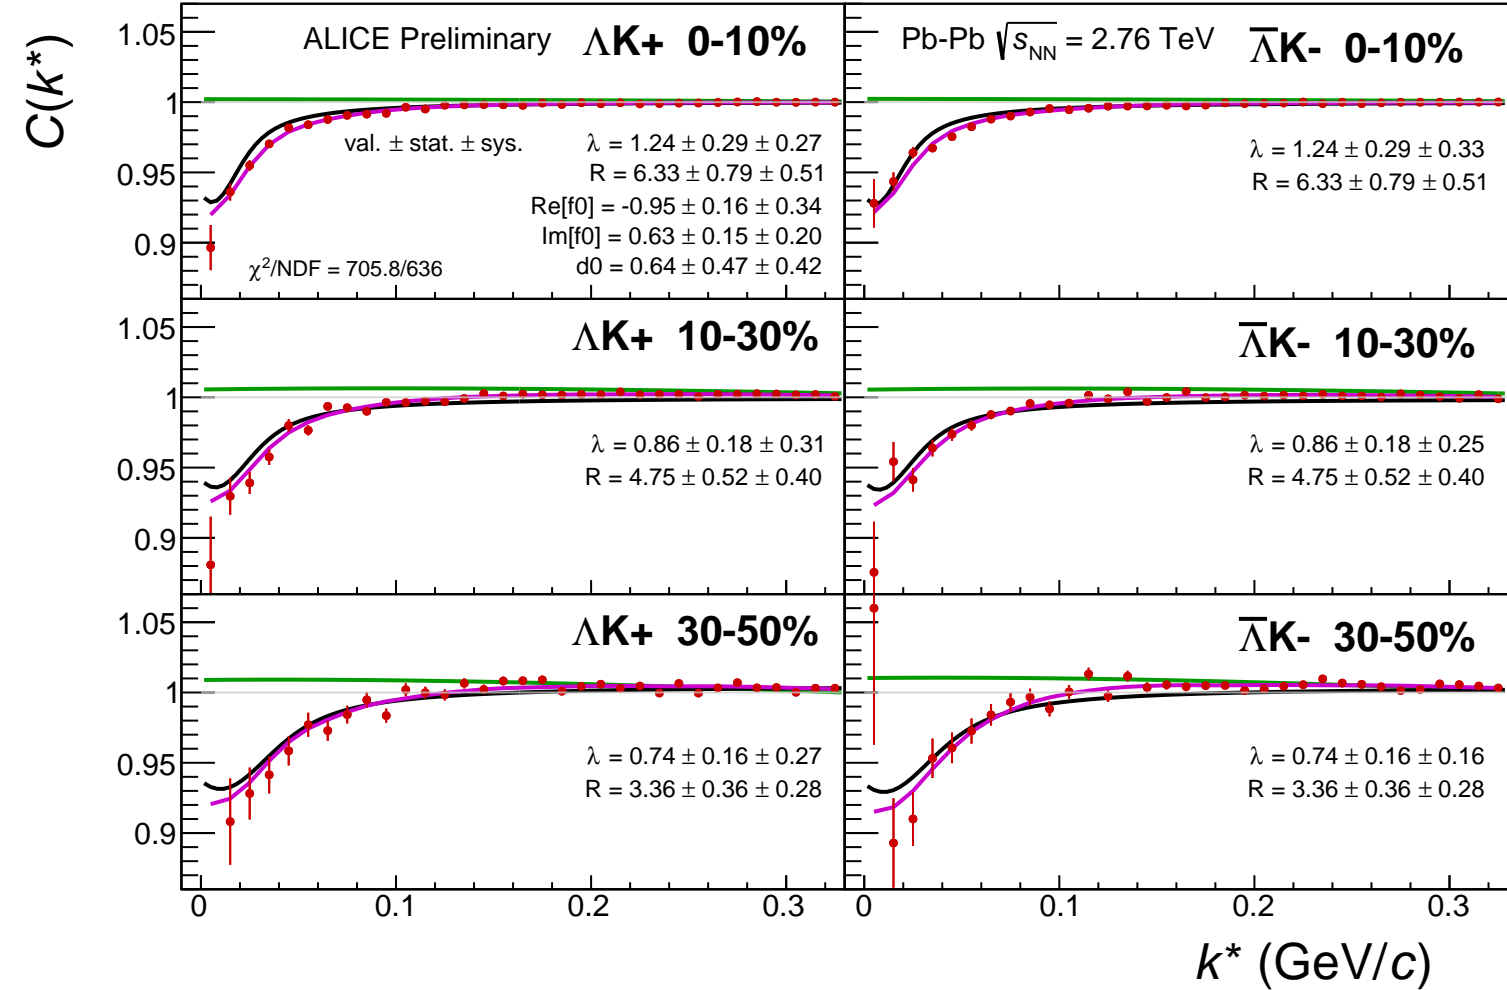 C(k*)
1.05
1
0.95
0.9
ALICE Preliminary ΛK+ 0-10%
val. ± stat. ± sys.
λ = 1.24 ± 0.29 ± 0.27
R = 6.33 ± 0.79 ± 0.51
Re[f0] = -0.95 ± 0.16 ± 0.34
Im[f0] = 0.63 ± 0.15 ± 0.20
d0 = 0.64 ± 0.47 ± 0.42
χ²/NDF = 705.8/636
Pb-Pb √s_NN = 2.76 TeV Λ̅K- 0-10%
λ = 1.24 ± 0.29 ± 0.33
R = 6.33 ± 0.79 ± 0.51
1.05
1
0.95
0.9
ΛK+ 10-30%
λ = 0.86 ± 0.18 ± 0.31
R = 4.75 ± 0.52 ± 0.40
Λ̅K- 10-30%
λ = 0.86 ± 0.18 ± 0.25
R = 4.75 ± 0.52 ± 0.40
1.05
1
0.95
0.9
ΛK+ 30-50%
λ = 0.74 ± 0.16 ± 0.27
R = 3.36 ± 0.36 ± 0.28
Λ̅K- 30-50%
λ = 0.74 ± 0.16 ± 0.16
R = 3.36 ± 0.36 ± 0.28
0 0.1 0.2 0.3
0 0.1 0.2 0.3
k* (GeV/c)